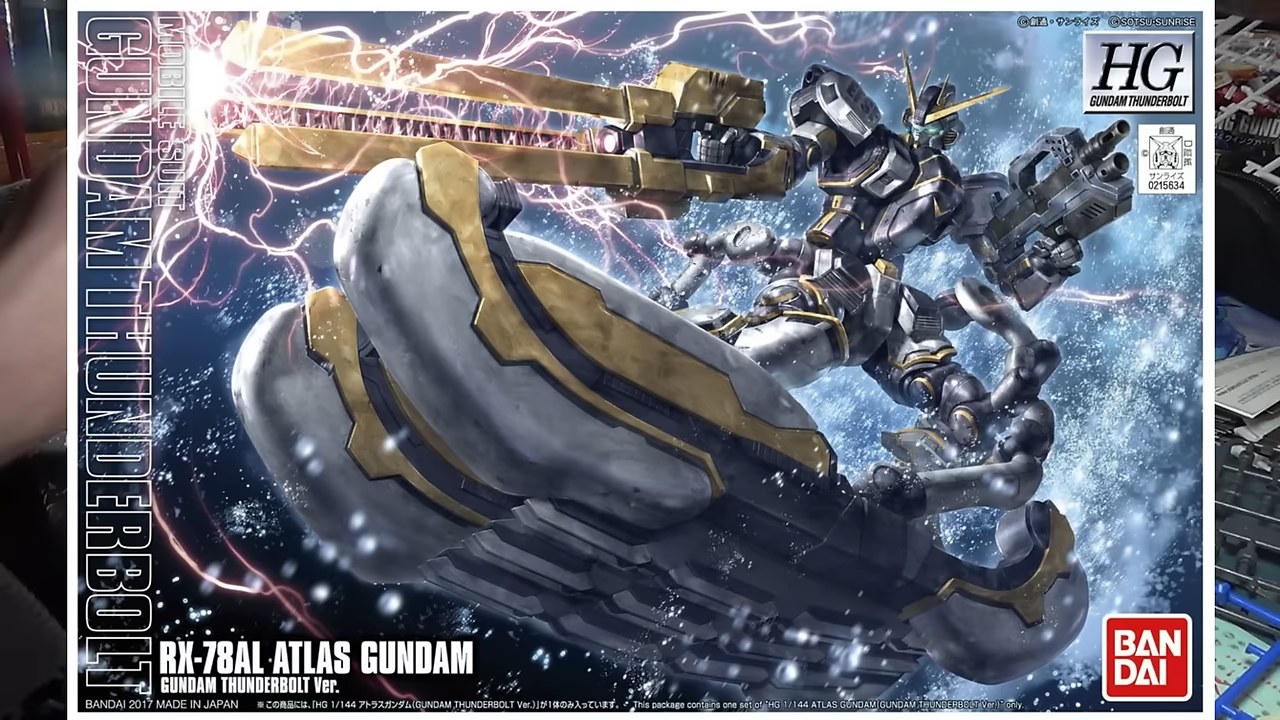 MOBILE SUIT
GUNDAM THUNDERBOLT
©創通・サンライズ ©SOTSU・SUNRISE
HG
GUNDAM THUNDERBOLT
創通
©
サンライズ
0215634
RX-78AL ATLAS GUNDAM
GUNDAM THUNDERBOLT Ver.
BAN
DAI
BANDAI 2017 MADE IN JAPAN ※この商品には、「HG 1/144 アトラスガンダム(GUNDAM THUNDERBOLT Ver.)」が1体のみ入っています。 This package contains one set of "HG 1/144 ATLAS GUNDAM(GUNDAM THUNDERBOLT Ver.)" only.